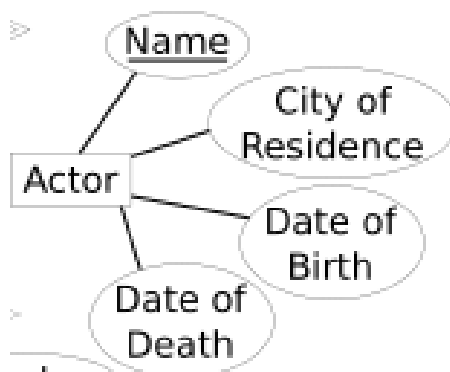 Name
City of
Residence
Actor
Date of
Birth
Date of
Death